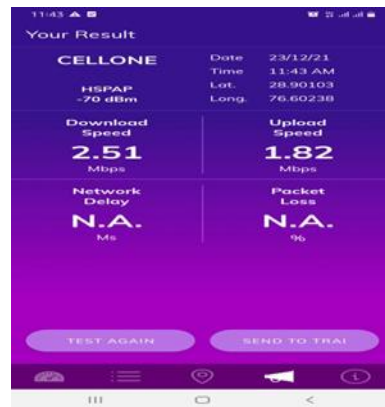 11:43
Your Result
CELLONE
HSPAP
-70 dBm
Date 23/12/21
Time 11:43 AM
Lat. 28.90103
Long. 76.60238
Download Speed
2.51
Mbps
Upload Speed
1.82
Mbps
Network Delay
N.A.
Ms
Packet Loss
N.A.
%
TEST AGAIN
SEND TO TRAI